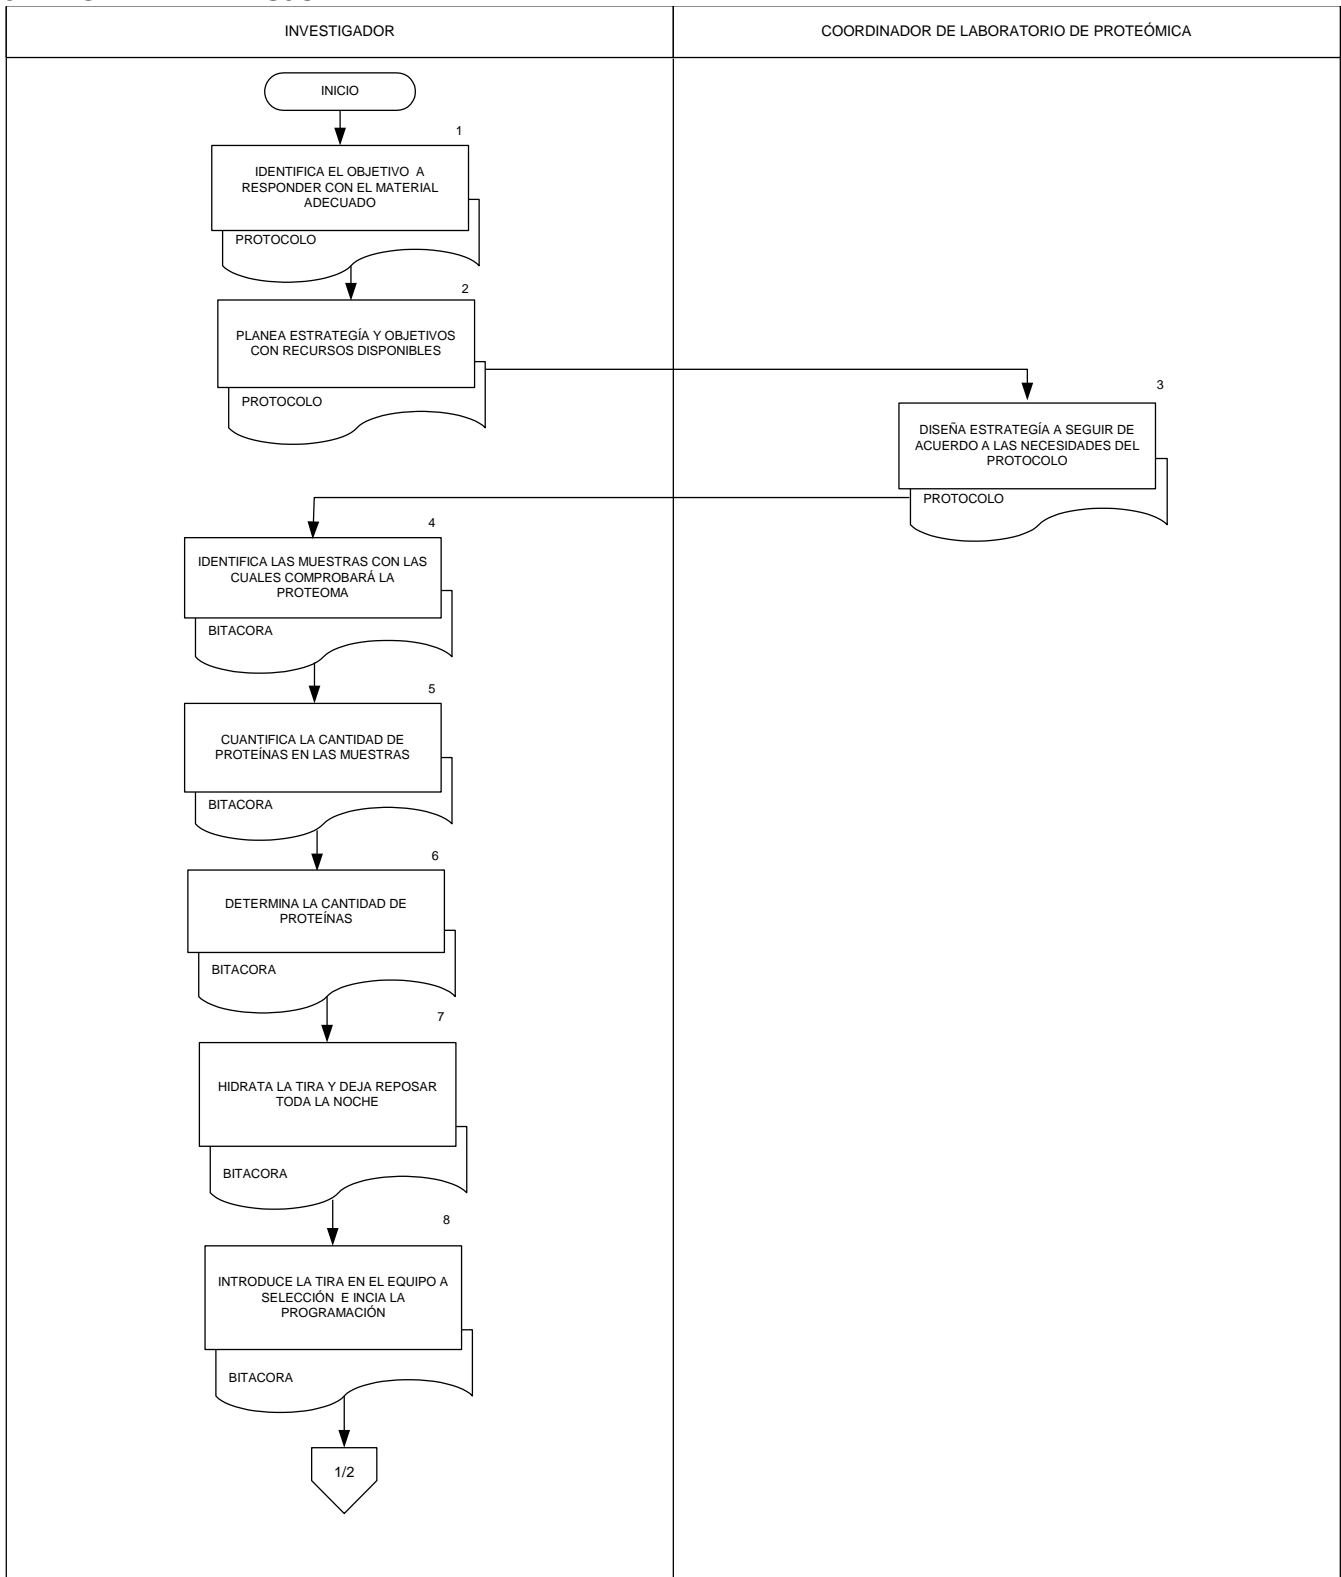 INVESTIGADOR
COORDINADOR DE LABORATORIO DE PROTEÓMICA
INICIO
1
IDENTIFICA EL OBJETIVO A
RESPONDER CON EL MATERIAL
ADECUADO
PROTOCOLO
2
PLANEA ESTRATEGÍA Y OBJETIVOS
CON RECURSOS DISPONIBLES
PROTOCOLO
3
DISEÑA ESTRATEGÍA A SEGUIR DE
ACUERDO A LAS NECESIDADES DEL
PROTOCOLO
PROTOCOLO
4
IDENTIFICA LAS MUESTRAS CON LAS
CUALES COMPROBARÁ LA
PROTEOMA
BITACORA
5
CUANTIFICA LA CANTIDAD DE
PROTEÍNAS EN LAS MUESTRAS
BITACORA
6
DETERMINA LA CANTIDAD DE
PROTEÍNAS
BITACORA
7
HIDRATA LA TIRA Y DEJA REPOSAR
TODA LA NOCHE
BITACORA
8
INTRODUCE LA TIRA EN EL EQUIPO A
SELECCIÓN E INCIA LA
PROGRAMACIÓN
BITACORA
1/2